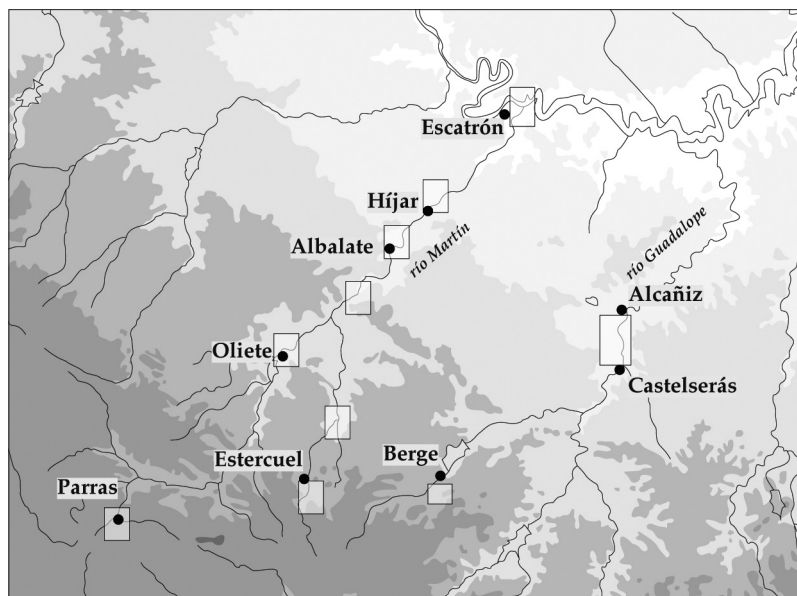 Escatrón
Híjar
río Martín
río Guadalope
Albalate
Alcañiz
Oliete
Castelserás
Berge
Estercuel
Parras